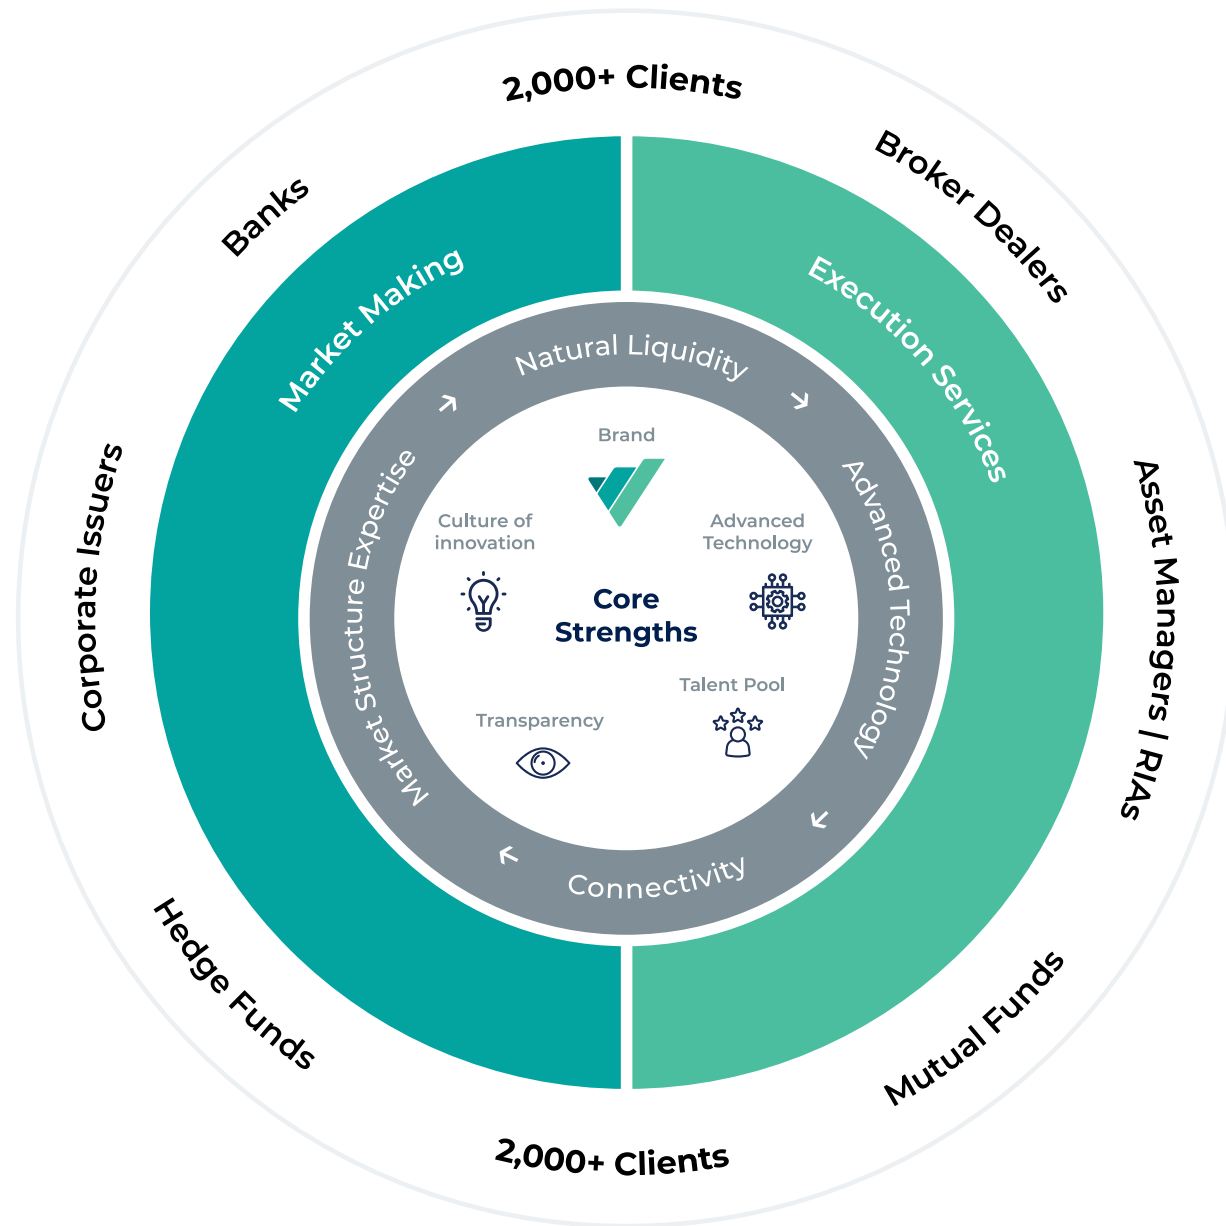 2,000+ Clients
Broker Dealers
Asset Managers | RIAs
Mutual Funds
2,000+ Clients
Hedge Funds
Corporate Issuers
Banks
Market Making
Execution Services
Natural Liquidity
Advanced Technology
Connectivity
Market Structure Expertise
Brand
Culture of
innovation
Advanced
Technology
Core
Strengths
Talent Pool
Transparency